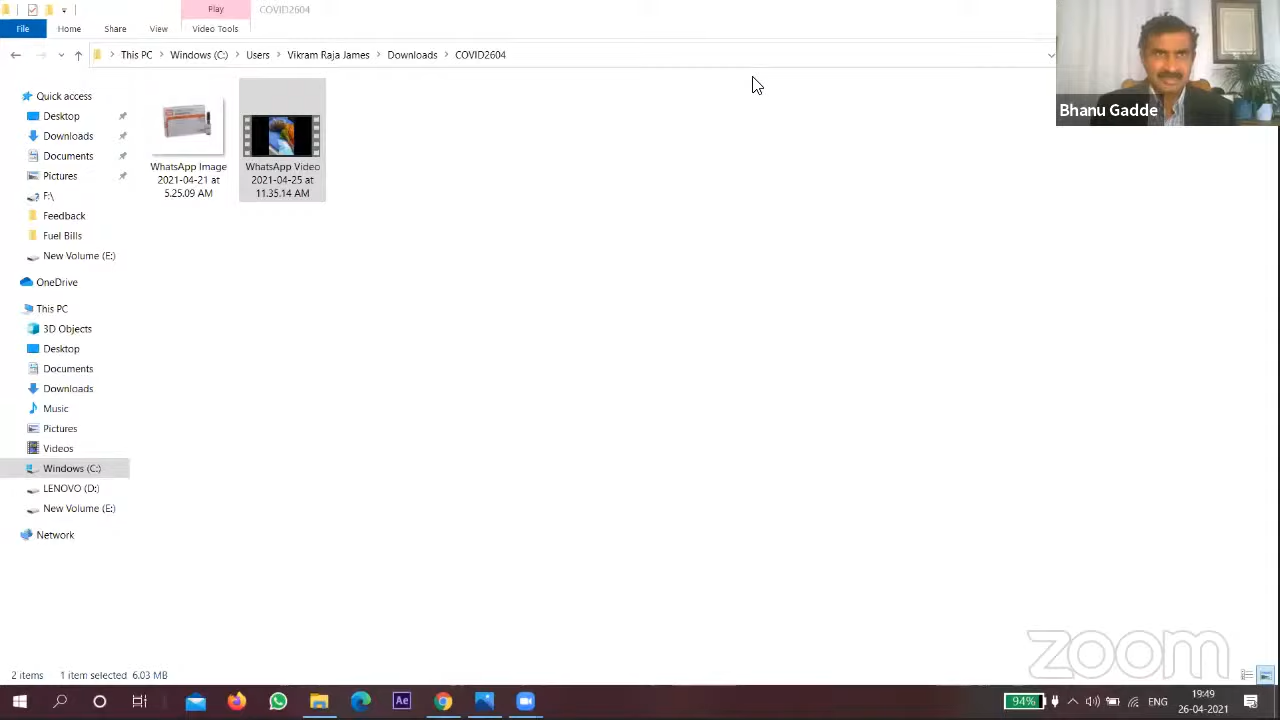 Play
COVID2604
File
Home
Share
View
Video Tools
This PC
Windows (C:)
Users
Vikram Raja James
Downloads
COVID2604
Bhanu Gadde
Quick access
Desktop
Downloads
Documents
Pictures
F:\
Feedback
Fuel Bills
New Volume (E:)
OneDrive
This PC
3D Objects
Desktop
Documents
Downloads
Music
Pictures
Videos
Windows (C:)
LENOVO (D:)
New Volume (E:)
Network
WhatsApp Image
2021-04-21 at
5.25.09 AM
WhatsApp Video
2021-04-25 at
11.35.14 AM
zoom
2 items
1 item selected 6.03 MB
Ae
94%
ENG
19:49
26-04-2021